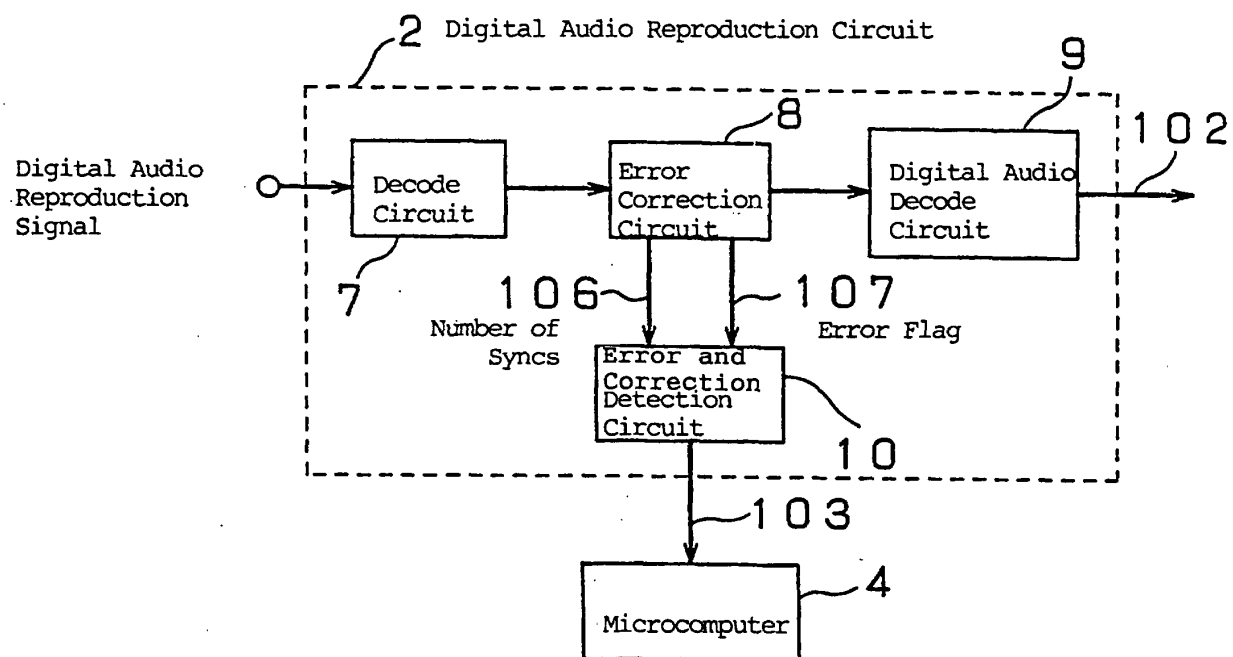 2 Digital Audio Reproduction Circuit
9
8
102
Digital Audio
Reproduction
Signal
Decode
Circuit
Error
Correction
Circuit
Digital Audio
Decode
Circuit
7
106
107
Number of
Syncs
Error Flag
Error and
Correction
Detection
Circuit
10
103
4
Microcomputer